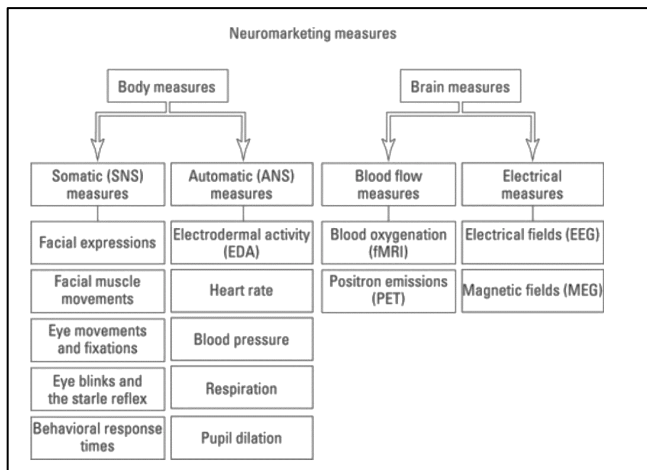 Neuromarketing measures
Body measures
Brain measures
Somatic (SNS)
measures
Automatic (ANS)
measures
Blood flow
measures
Electrical
measures
Facial expressions
Electrodermal activity
(EDA)
Blood oxygenation
(fMRI)
Electrical fields (EEG)
Facial muscle
movements
Heart rate
Positron emissions
(PET)
Magnetic fields (MEG)
Eye movements
and fixations
Blood pressure
Eye blinks and
the starle reflex
Respiration
Behavioral response
times
Pupil dilation